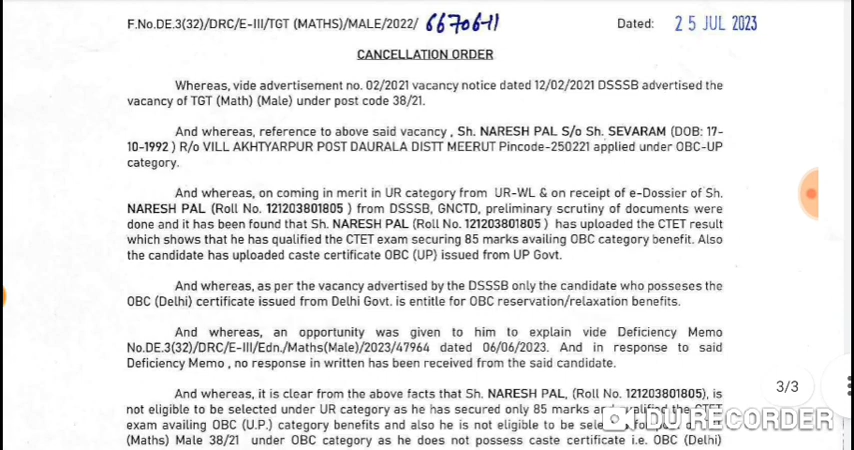 F.No.DE.3(32)/DRC/E-III/TGT (MATHS)/MALE/2022/ 6670611 Dated: 25 JUL 2023
CANCELLATION ORDER
Whereas, vide advertisement no. 02/2021 vacancy notice dated 12/02/2021 DSSSB advertised the
vacancy of TGT (Math) (Male) under post code 38/21.
And whereas, reference to above said vacancy , Sh. NARESH PAL S/o Sh. SEVARAM (DOB: 17-
10-1992 ) R/o VILL AKHTYARPUR POST DAURALA DISTT MEERUT Pincode-250221 applied under OBC-UP
category.
And whereas, on coming in merit in UR category from UR-WL & on receipt of e-Dossier of Sh.
NARESH PAL (Roll No. 121203801805 ) from DSSSB, GNCTD, preliminary scrutiny of documents were
done and it has been found that Sh. NARESH PAL (Roll No. 121203801805 ) has uploaded the CTET result
which shows that he has qualified the CTET exam securing 85 marks availing OBC category benefit. Also
the candidate has uploaded caste certificate OBC (UP) issued from UP Govt.
And whereas, as per the vacancy advertised by the DSSSB only the candidate who posseses the
OBC (Delhi) certificate issued from Delhi Govt. is entitle for OBC reservation/relaxation benefits.
And whereas, an opportunity was given to him to explain vide Deficiency Memo
No.DE.3(32)/DRC/E-III/Edn./Maths(Male)/2023/47964 dated 06/06/2023. And in response to said
Deficiency Memo , no response in written has been received from the said candidate.
And whereas, it is clear from the above facts that Sh. NARESH PAL, (Roll No. 121203801805), is
not eligible to be selected under UR category as he has secured only 85 marks and qualified the CTET
exam availing OBC (U.P.) category benefits and also he is not eligible to be
(Maths) Male 38/21 under OBC category as he does not possess caste certificate i.e. OBC (Delhi)
3/3
DU RECORDER